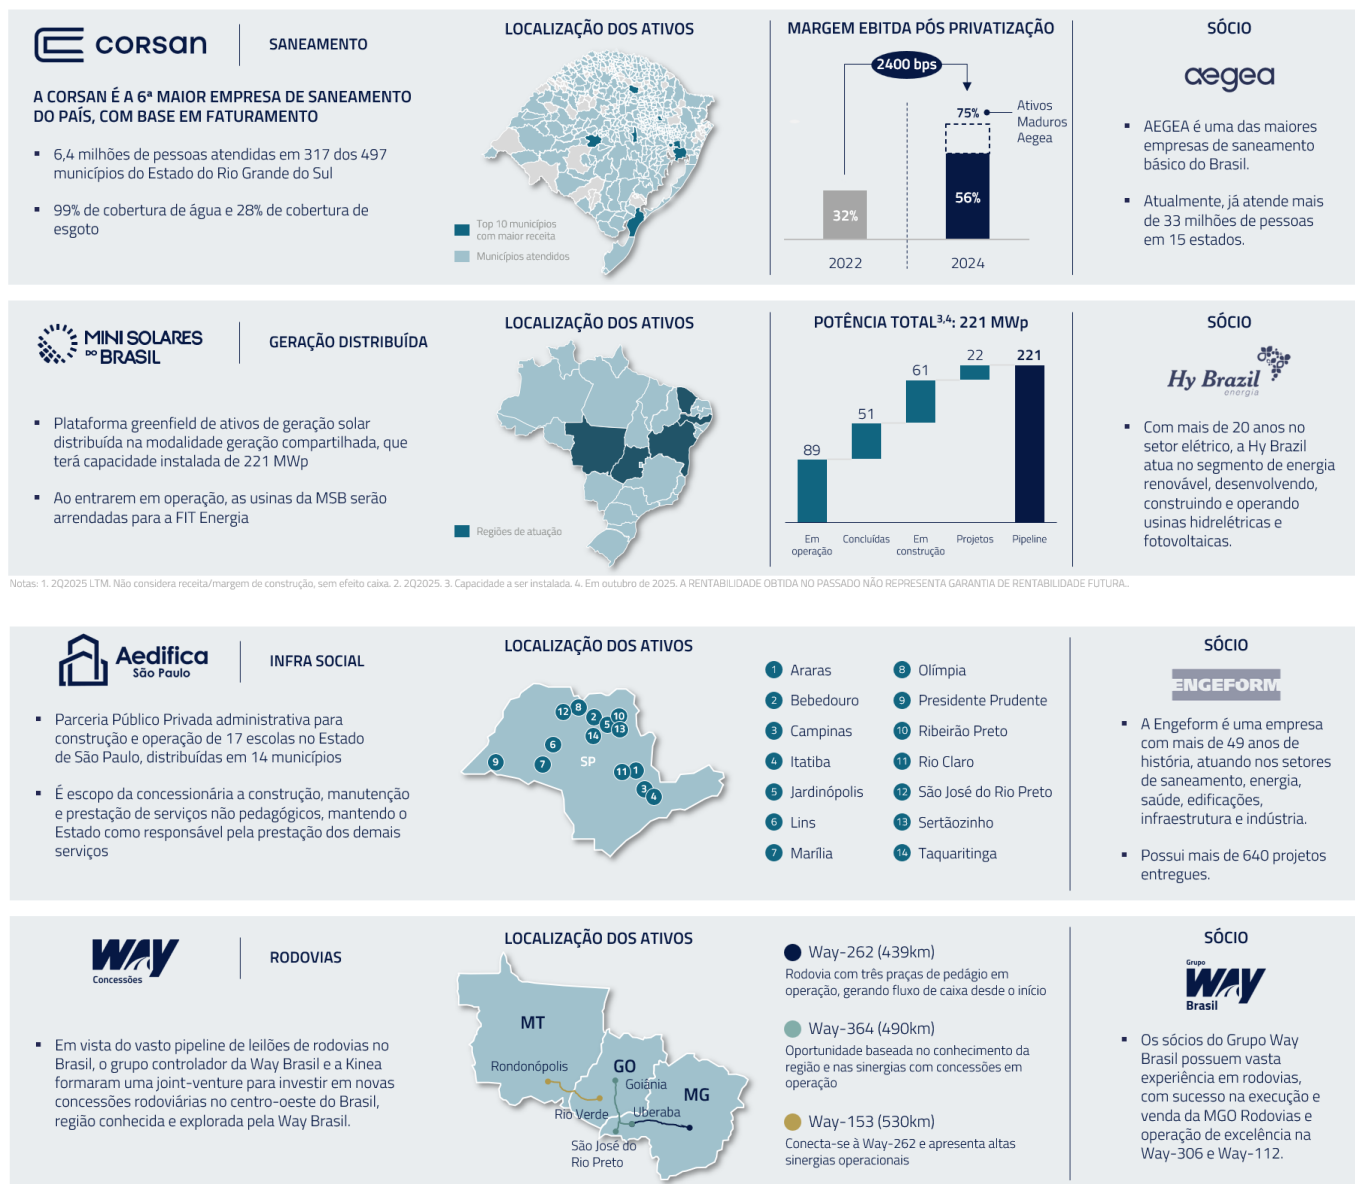 CORSAN
SANEAMENTO
A CORSAN É A 6ª MAIOR EMPRESA DE SANEAMENTO
DO PAÍS, COM BASE EM FATURAMENTO
▪ 6,4 milhões de pessoas atendidas em 317 dos 497
municípios do Estado do Rio Grande do Sul
▪ 99% de cobertura de água e 28% de cobertura de
esgoto
LOCALIZAÇÃO DOS ATIVOS
Top 10 municípios
com maior receita
Municípios atendidos
MARGEM EBITDA PÓS PRIVATIZAÇÃO
2400 bps
75%
Ativos
Maduros
Aegea
32%
56%
2022
2024
SÓCIO
aegea
▪ AEGEA é uma das maiores
empresas de saneamento
básico do Brasil.
▪ Atualmente, já atende mais
de 33 milhões de pessoas
em 15 estados.
MINI SOLARES
DO BRASIL
GERAÇÃO DISTRIBUÍDA
▪ Plataforma greenfield de ativos de geração solar
distribuída na modalidade geração compartilhada, que
terá capacidade instalada de 221 MWp
▪ Ao entrarem em operação, as usinas da MSB serão
arrendadas para a FIT Energia
LOCALIZAÇÃO DOS ATIVOS
Regiões de atuação
POTÊNCIA TOTAL³,⁴: 221 MWp
89
51
61
22
221
Em
operação
Concluídas
Em
construção
Projetos
Pipeline
SÓCIO
Hy Brazil
energia
▪ Com mais de 20 anos no
setor elétrico, a Hy Brazil
atua no segmento de energia
renovável, desenvolvendo,
construindo e operando
usinas hidrelétricas e
fotovoltaicas.
Notas: 1. 2Q2025 LTM. Não considera receita/margem de construção, sem efeito caixa. 2. 2Q2025. 3. Capacidade a ser instalada. 4. Em outubro de 2025. A RENTABILIDADE OBTIDA NO PASSADO NÃO REPRESENTA GARANTIA DE RENTABILIDADE FUTURA..
Aedifica
São Paulo
INFRA SOCIAL
▪ Parceria Público Privada administrativa para
construção e operação de 17 escolas no Estado
de São Paulo, distribuídas em 14 municípios
▪ É escopo da concessionária a construção, manutenção
e prestação de serviços não pedagógicos, mantendo o
Estado como responsável pela prestação dos demais
serviços
LOCALIZAÇÃO DOS ATIVOS
12
8
2
10
5
13
14
6
9
7
SP
11
1
3
4
1 Araras
2 Bebedouro
3 Campinas
4 Itatiba
5 Jardinópolis
6 Lins
7 Marília
8 Olímpia
9 Presidente Prudente
10 Ribeirão Preto
11 Rio Claro
12 São José do Rio Preto
13 Sertãozinho
14 Taquaritinga
SÓCIO
ENGEFORM
▪ A Engeform é uma empresa
com mais de 49 anos de
história, atuando nos setores
de saneamento, energia,
saúde, edificações,
infraestrutura e indústria.
▪ Possui mais de 640 projetos
entregues.
WAY
Concessões
RODOVIAS
▪ Em vista do vasto pipeline de leilões de rodovias no
Brasil, o grupo controlador da Way Brasil e a Kinea
formaram uma joint-venture para investir em novas
concessões rodoviárias no centro-oeste do Brasil,
região conhecida e explorada pela Way Brasil.
LOCALIZAÇÃO DOS ATIVOS
MT
Rondonópolis
GO
Goiânia
MG
Rio Verde
Uberaba
São José do
Rio Preto
Way-262 (439km)
Rodovia com três praças de pedágio em
operação, gerando fluxo de caixa desde o início
Way-364 (490km)
Oportunidade baseada no conhecimento da
região e nas sinergias com concessões em
operação
Way-153 (530km)
Conecta-se à Way-262 e apresenta altas
sinergias operacionais
SÓCIO
Grupo
WAY
Brasil
▪ Os sócios do Grupo Way
Brasil possuem vasta
experiência em rodovias,
com sucesso na execução e
venda da MGO Rodovias e
operação de excelência na
Way-306 e Way-112.